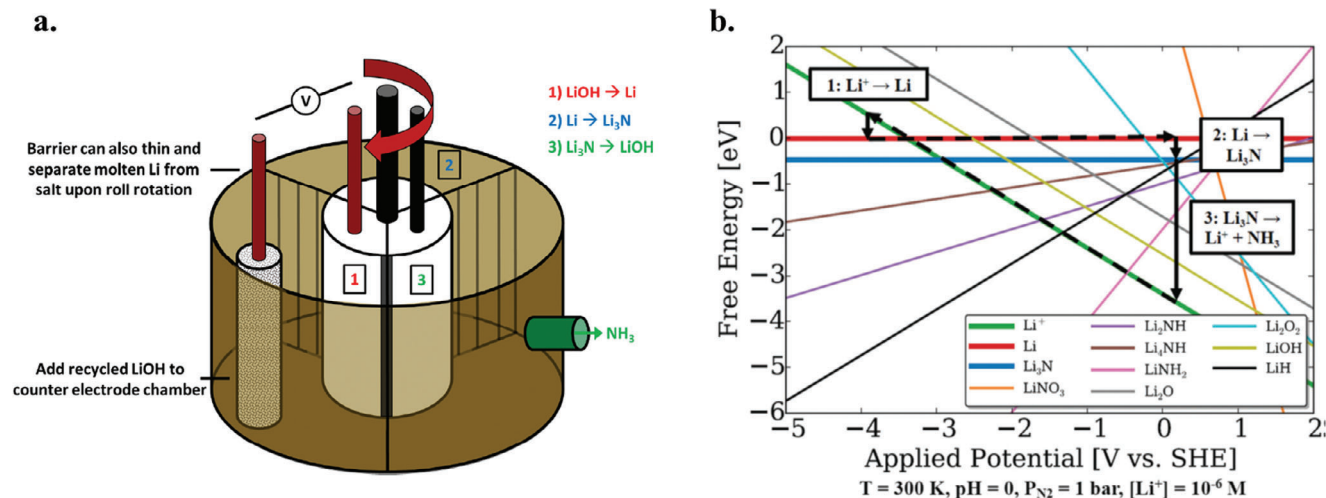 a.
V
1) LiOH → Li
2) Li → Li₃N
3) Li₃N → LiOH
Barrier can also thin and
separate molten Li from
salt upon roll rotation
2
1
3
NH₃
Add recycled LiOH to
counter electrode chamber
b.
Free Energy [eV]
2
1
0
−1
−2
−3
−4
−5
−6
1: Li⁺ → Li
2: Li →
Li₃N
3: Li₃N →
Li⁺ + NH₃
Li⁺
Li
Li₃N
LiNO₃
Li₂NH
Li₄NH
LiNH₂
Li₂O
Li₂O₂
LiOH
LiH
−5
−4
−3
−2
−1
0
1
2
Applied Potential [V vs. SHE]
T = 300 K, pH = 0, P_N2 = 1 bar, [Li⁺] = 10⁻⁶ M